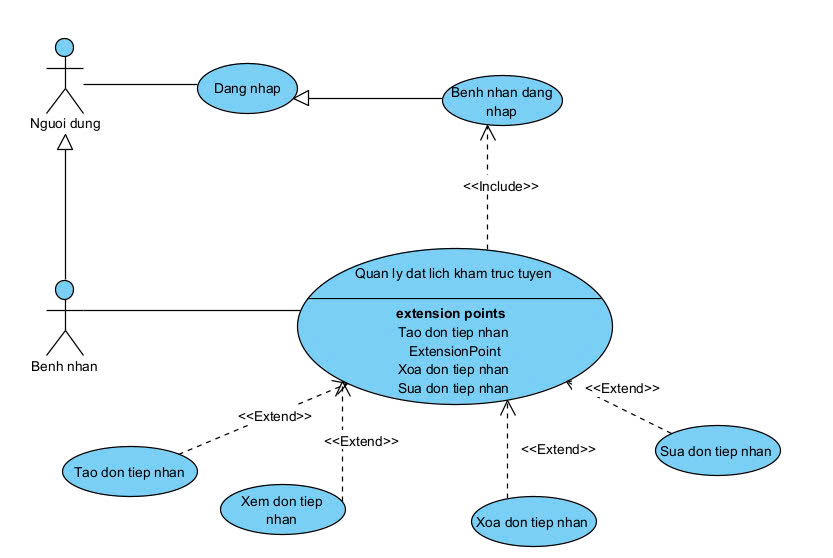 Dang nhap
Benh nhan dang
nhap
Nguoi dung
<<Include>>
Quan ly dat lich kham truc tuyen
extension points
Tao don tiep nhan
ExtensionPoint
Xoa don tiep nhan
Sua don tiep nhan
Benh nhan
<<Extend>>
<<Extend>>
<<Extend>>
<<Extend>>
Tao don tiep nhan
Xem don tiep
nhan
Xoa don tiep nhan
Sua don tiep nhan